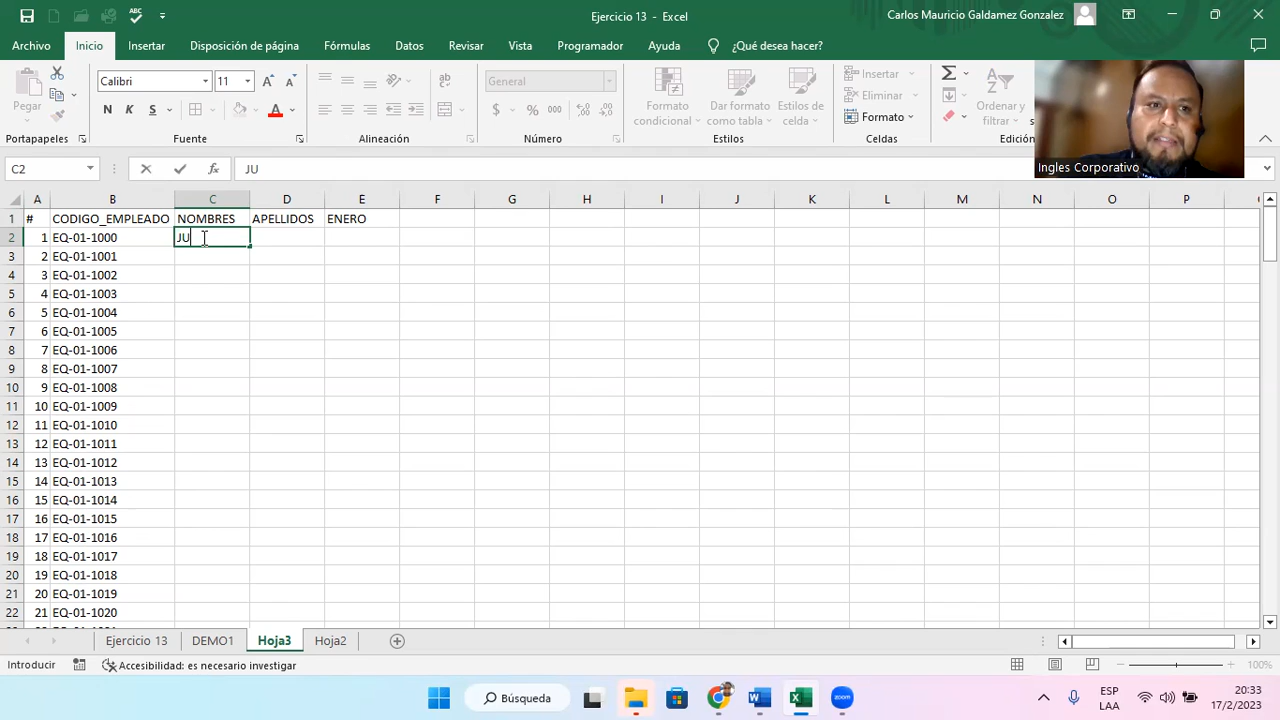 Ejercicio 13 - Excel
Carlos Mauricio Galdamez Gonzalez
Archivo Inicio Insertar Disposición de página Fórmulas Datos Revisar Vista Programador Ayuda ¿Qué desea hacer?
Pegar
Calibri 11
N K S
General
$ % 000
Formato condicional
Dar formato como tabla
Estilos de celda
Insertar
Eliminar
Formato
Ordenar y filtrar
Portapapeles Fuente Alineación Número Estilos Celdas Edición
Ingles Corporativo
C2 JU
A B C D E F G H I J K L M N O P
1 # CODIGO_EMPLEADO NOMBRES APELLIDOS ENERO
2 1 EQ-01-1000 JU
3 2 EQ-01-1001
4 3 EQ-01-1002
5 4 EQ-01-1003
6 5 EQ-01-1004
7 6 EQ-01-1005
8 7 EQ-01-1006
9 8 EQ-01-1007
10 9 EQ-01-1008
11 10 EQ-01-1009
12 11 EQ-01-1010
13 12 EQ-01-1011
14 13 EQ-01-1012
15 14 EQ-01-1013
16 15 EQ-01-1014
17 16 EQ-01-1015
18 17 EQ-01-1016
19 18 EQ-01-1017
20 19 EQ-01-1018
21 20 EQ-01-1019
22 21 EQ-01-1020
Ejercicio 13 DEMO1 Hoja3 Hoja2
Introducir Accesibilidad: es necesario investigar 100%
Búsqueda
ESP
LAA
20:33
17/2/2023